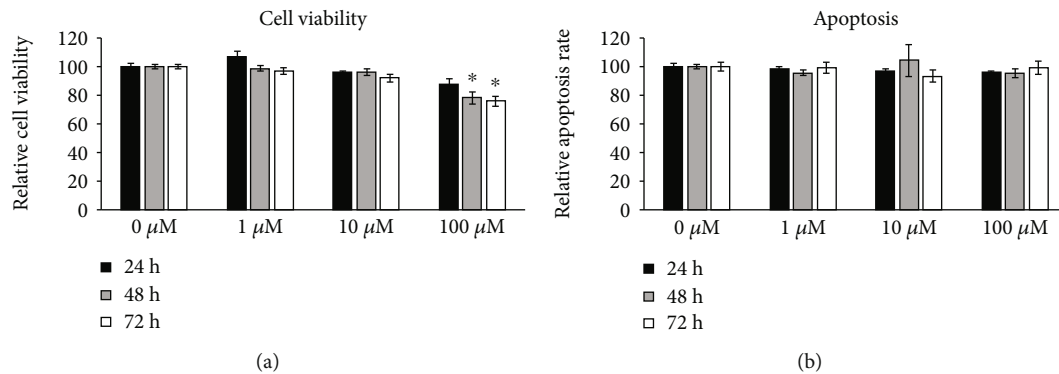 Cell viability
Relative cell viability
120
100
80
60
40
20
0
* *
0 μM 1 μM 10 μM 100 μM
24 h
48 h
72 h
(a)
Apoptosis
Relative apoptosis rate
120
100
80
60
40
20
0
0 μM 1 μM 10 μM 100 μM
24 h
48 h
72 h
(b)